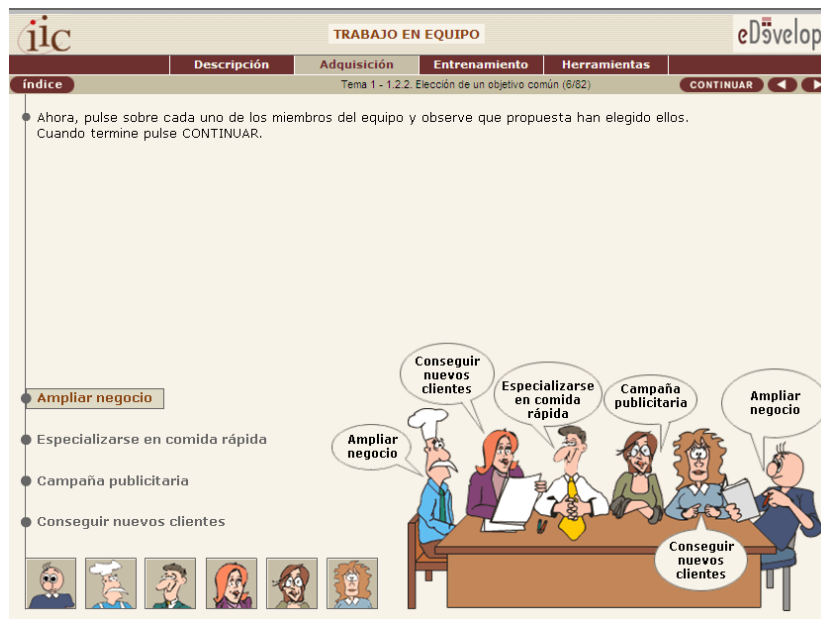 iic
TRABAJO EN EQUIPO
eDevelop
Descripción
Adquisición
Entrenamiento
Herramientas
índice
Tema 1 - 1.2.2. Elección de un objetivo común (6/82)
CONTINUAR
Ahora, pulse sobre cada uno de los miembros del equipo y observe que propuesta han elegido ellos.
Cuando termine pulse CONTINUAR.
Conseguir
nuevos
clientes
Especializarse
en comida
rápida
Campaña
publicitaria
Ampliar
negocio
Ampliar
negocio
Conseguir
nuevos
clientes
Ampliar negocio
Especializarse en comida rápida
Campaña publicitaria
Conseguir nuevos clientes